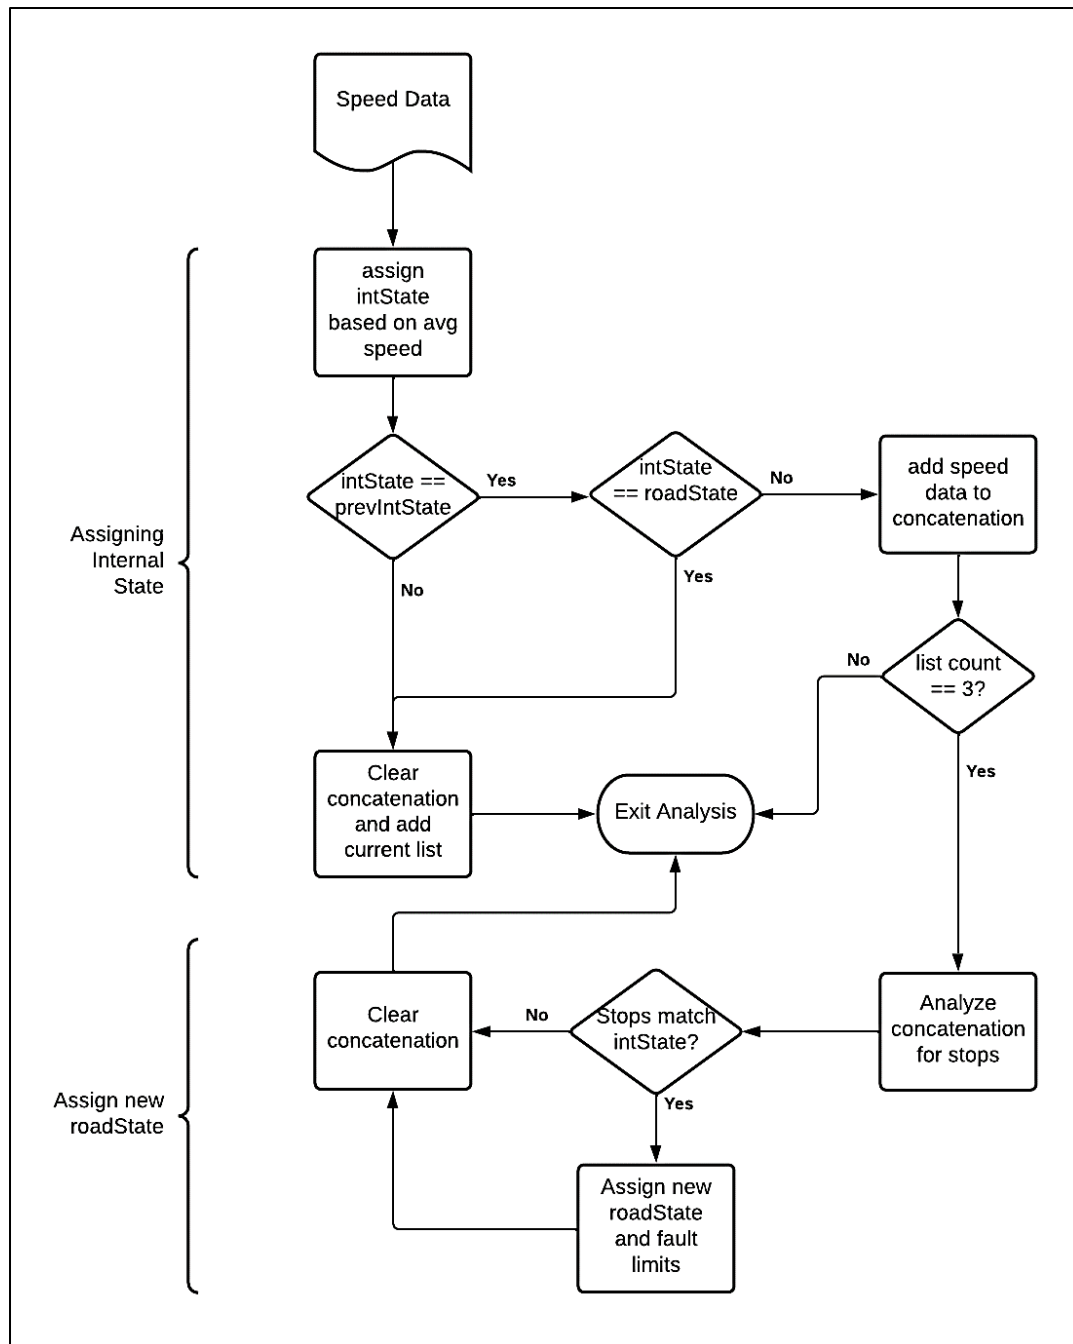 Speed Data
assign
intState
based on avg
speed
intState ==
prevIntState
Yes
intState
== roadState
No
add speed
data to
concatenation
Assigning
Internal
State
No
Yes
No
list count
== 3?
Yes
Clear
concatenation
and add
current list
Exit Analysis
Clear
concatenation
No
Stops match
intState?
Analyze
concatenation
for stops
Assign new
roadState
Yes
Assign new
roadState
and fault
limits